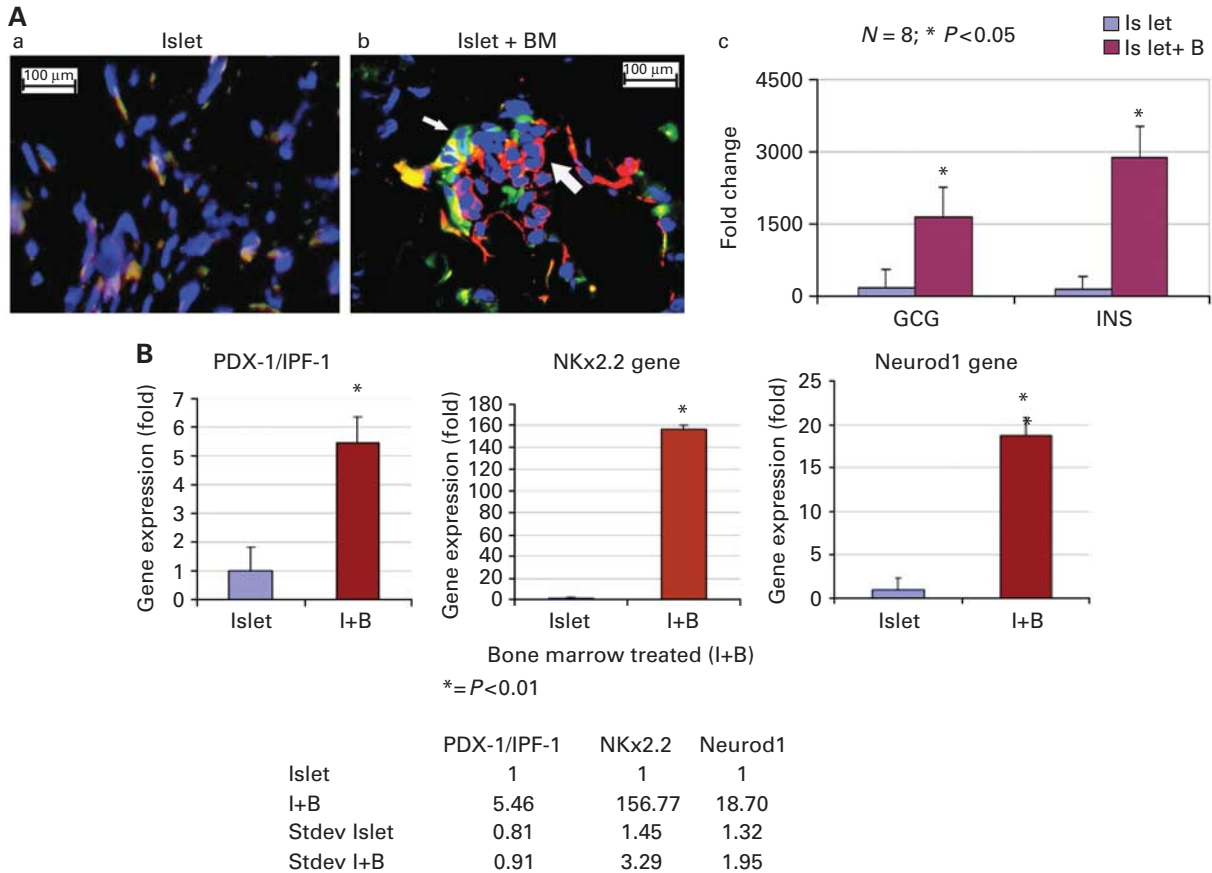 A
a Islet
b Islet + BM
100 µm
100 µm
c N = 8; * P<0.05
Is let
Is let+ B
Fold change
4500
3000
1500
0
*
*
GCG INS
B
PDX-1/IPF-1
Gene expression (fold)
7
6
5
4
3
2
1
0
*
Islet I+B
NKx2.2 gene
Gene expression (fold)
180
160
140
120
100
80
60
40
20
0
*
Islet I+B
Neurod1 gene
Gene expression (fold)
25
20
15
10
5
0
*
*
Islet I+B
Bone marrow treated (I+B)
*=P<0.01
PDX-1/IPF-1 NKx2.2 Neurod1
Islet 1 1 1
I+B 5.46 156.77 18.70
Stdev Islet 0.81 1.45 1.32
Stdev I+B 0.91 3.29 1.95